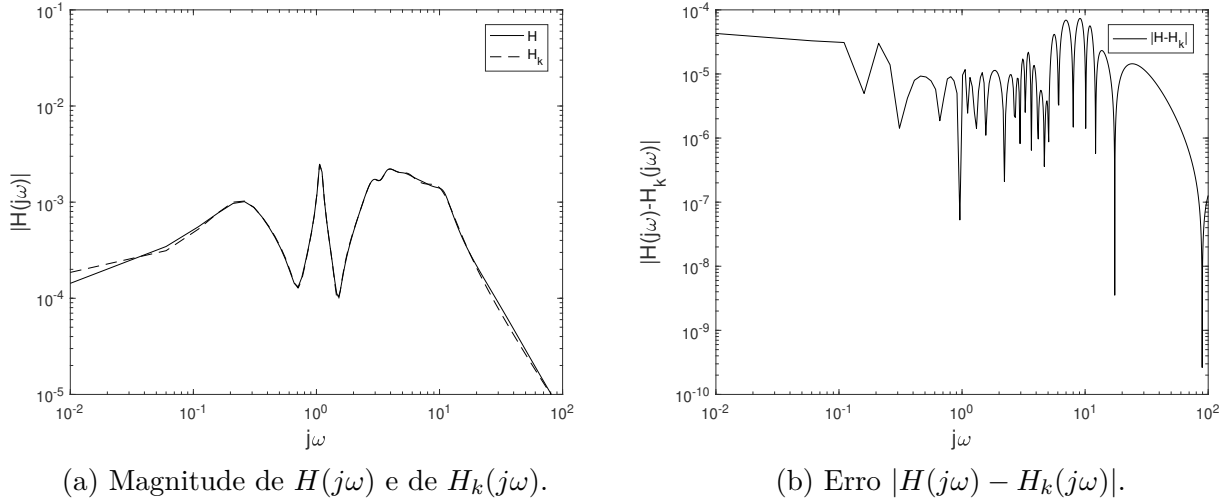 10^-1
10^-2
10^-3
10^-4
10^-5
|H(jω)|
H
H_k
10^-2 10^-1 10^0 10^1 10^2
jω
(a) Magnitude de H(jω) e de H_k(jω).
10^-4
10^-5
10^-6
10^-7
10^-8
10^-9
10^-10
|H(jω)-H_k(jω)|
|H-H_k|
10^-2 10^-1 10^0 10^1 10^2
jω
(b) Erro |H(jω) − H_k(jω)|.